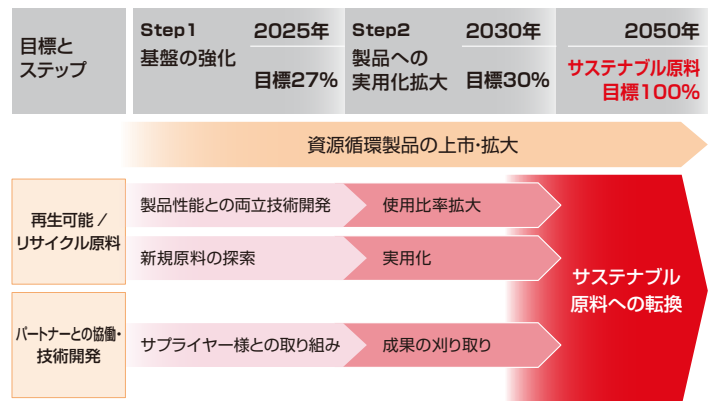 目標と
ステップ
Step1
基盤の強化
2025年
目標27%
Step2
製品への
実用化拡大
2030年
目標30%
2050年
サステナブル原料
目標100%
資源循環製品の上市・拡大
再生可能 /
リサイクル原料
製品性能との両立技術開発
使用比率拡大
新規原料の探索
実用化
パートナーとの協働・
技術開発
サプライヤー様との取り組み
成果の刈り取り
サステナブル
原料への転換